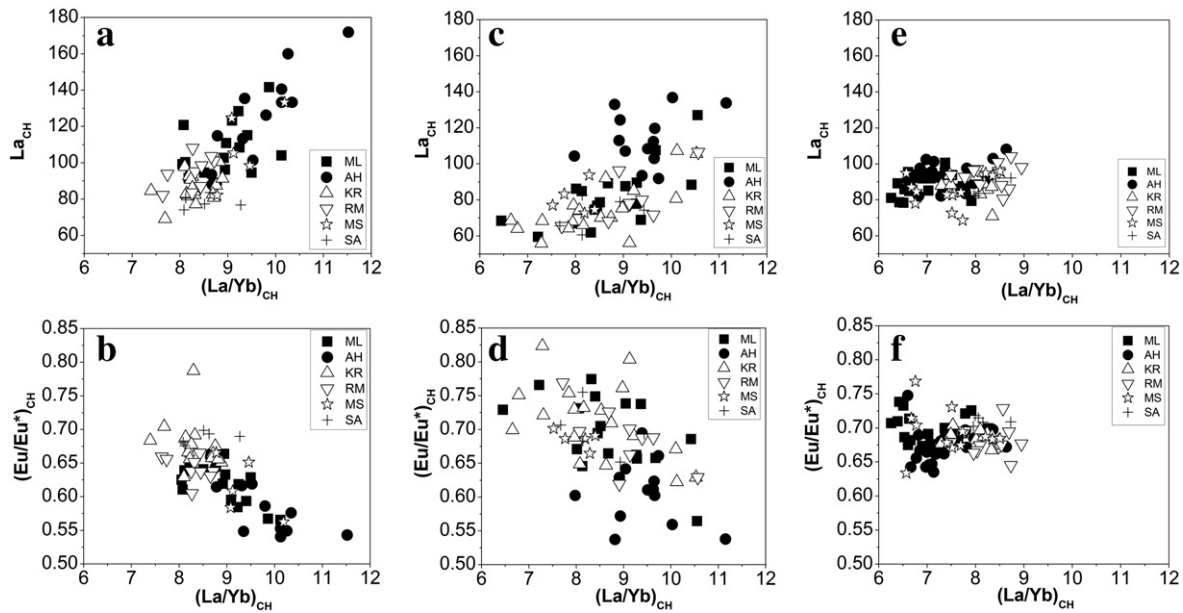 a
La_CH
160
140
120
100
80
60
6 7 8 9 10 11 12
(La/Yb)_CH
ML
AH
KR
RM
MS
SA
c
La_CH
180
160
140
120
100
80
60
6 7 8 9 10 11 12
(La/Yb)_CH
ML
AH
KR
RM
MS
SA
e
La_CH
180
160
140
120
100
80
60
6 7 8 9 10 11 12
(La/Yb)_CH
ML
AH
KR
RM
MS
SA
b
(Eu/Eu*)_CH
0.85
0.80
0.75
0.70
0.65
0.60
0.55
0.50
6 7 8 9 10 11 12
(La/Yb)_CH
ML
AH
KR
RM
MS
SA
d
(Eu/Eu*)_CH
0.85
0.80
0.75
0.70
0.65
0.60
0.55
0.50
6 7 8 9 10 11 12
(La/Yb)_CH
ML
AH
KR
RM
MS
SA
f
(Eu/Eu*)_CH
0.85
0.80
0.75
0.70
0.65
0.60
0.55
0.50
6 7 8 9 10 11 12
(La/Yb)_CH
ML
AH
KR
RM
MS
SA